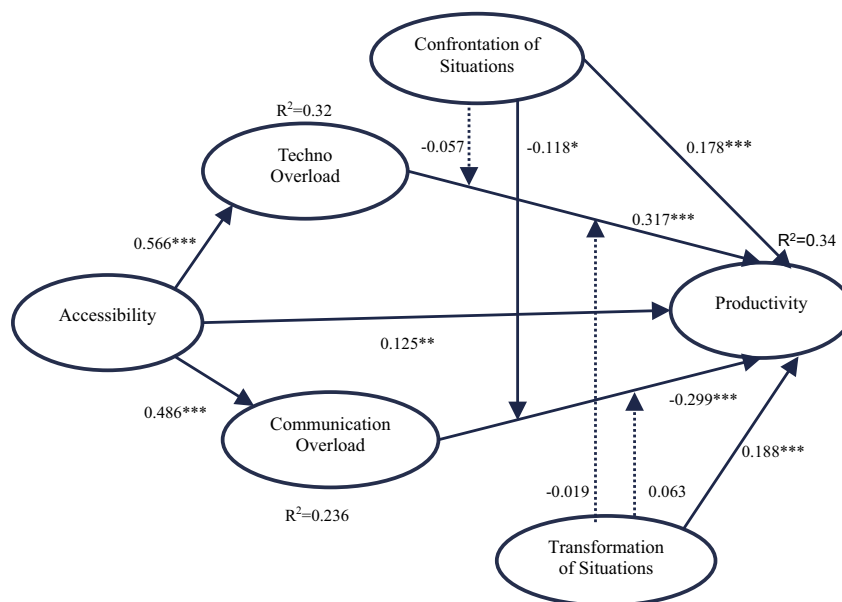 Confrontation of
Situations
R²=0.32
-0.057
-0.118*
Techno
Overload
0.178***
0.317***
R²=0.34
0.566***
Accessibility
Productivity
0.125**
0.486***
Communication
Overload
-0.299***
0.188***
-0.019
0.063
R²=0.236
Transformation
of Situations